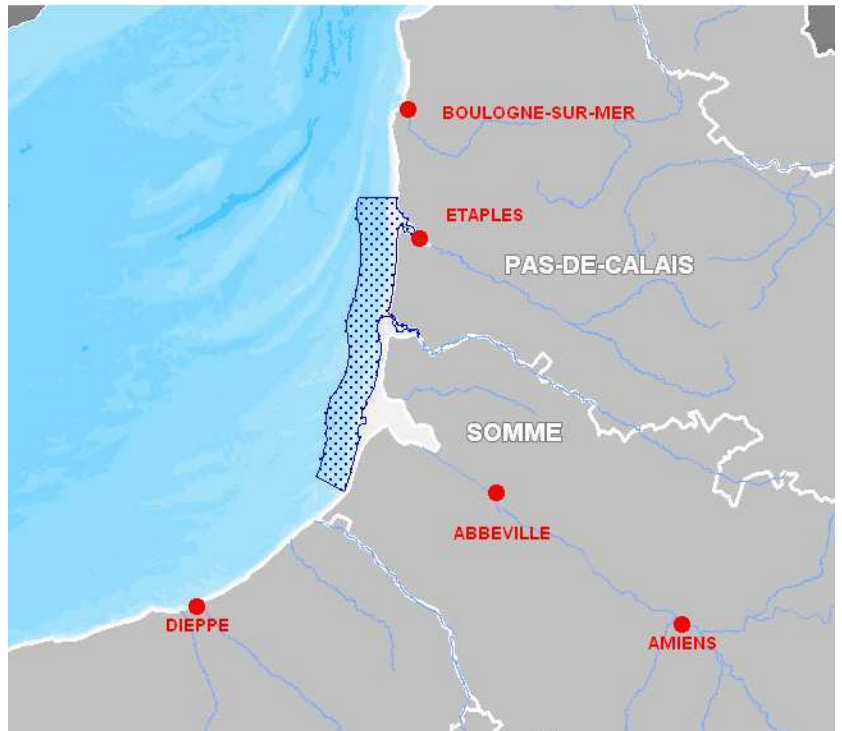 BOULOGNE-SUR-MER
ETAPLES
PAS-DE-CALAIS
SOMME
ABBEVILLE
DIEPPE
AMIENS